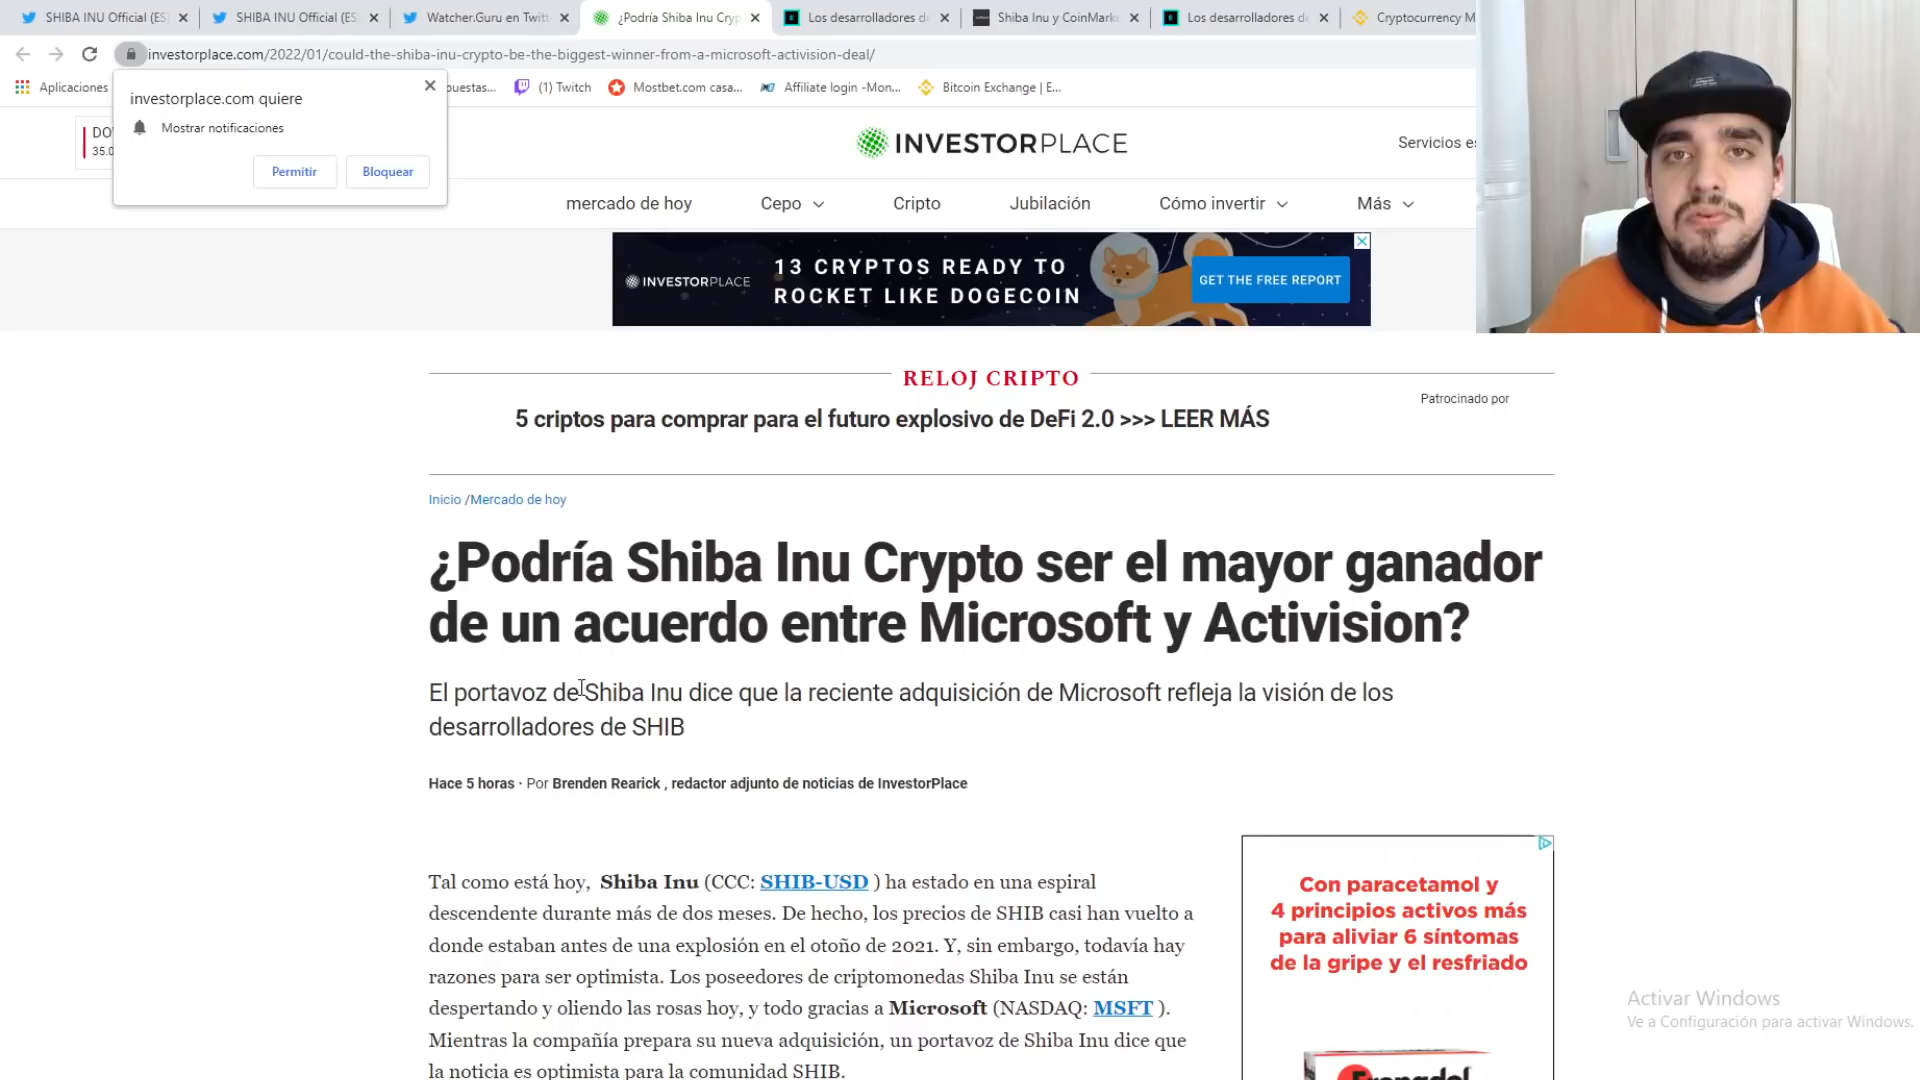 SHIBA INU Official (ES
SHIBA INU Official (ES
Watcher.Guru en Twitt
¿Podría Shiba Inu Cryp
Los desarrolladores d
Shiba Inu y CoinMarke
Los desarrolladores de
Cryptocurrency M
investorplace.com/2022/01/could-the-shiba-inu-crypto-be-the-biggest-winner-from-a-microsoft-activision-deal/
Aplicaciones
puestas...
(1) Twitch
Mostbet.com casa...
Affiliate login -Mon...
Bitcoin Exchange | E...
investorplace.com quiere
Mostrar notificaciones
Permitir
Bloquear
DO
35.0
INVESTORPLACE
Servicios es
mercado de hoy
Cepo
Cripto
Jubilación
Cómo invertir
Más
INVESTORPLACE
13 CRYPTOS READY TO
ROCKET LIKE DOGECOIN
GET THE FREE REPORT
RELOJ CRIPTO
Patrocinado por
5 criptos para comprar para el futuro explosivo de DeFi 2.0 >>> LEER MÁS
Inicio /Mercado de hoy
¿Podría Shiba Inu Crypto ser el mayor ganador
de un acuerdo entre Microsoft y Activision?
El portavoz de Shiba Inu dice que la reciente adquisición de Microsoft refleja la visión de los
desarrolladores de SHIB
Hace 5 horas · Por Brenden Rearick , redactor adjunto de noticias de InvestorPlace
Tal como está hoy, Shiba Inu (CCC: SHIB-USD ) ha estado en una espiral
descendente durante más de dos meses. De hecho, los precios de SHIB casi han vuelto a
donde estaban antes de una explosión en el otoño de 2021. Y, sin embargo, todavía hay
razones para ser optimista. Los poseedores de criptomonedas Shiba Inu se están
despertando y oliendo las rosas hoy, y todo gracias a Microsoft (NASDAQ: MSFT ).
Mientras la compañía prepara su nueva adquisición, un portavoz de Shiba Inu dice que
la noticia es optimista para la comunidad SHIB.
Con paracetamol y
4 principios activos más
para aliviar 6 síntomas
de la gripe y el resfriado
Frenadol
Activar Windows
Ve a Configuración para activar Windows.